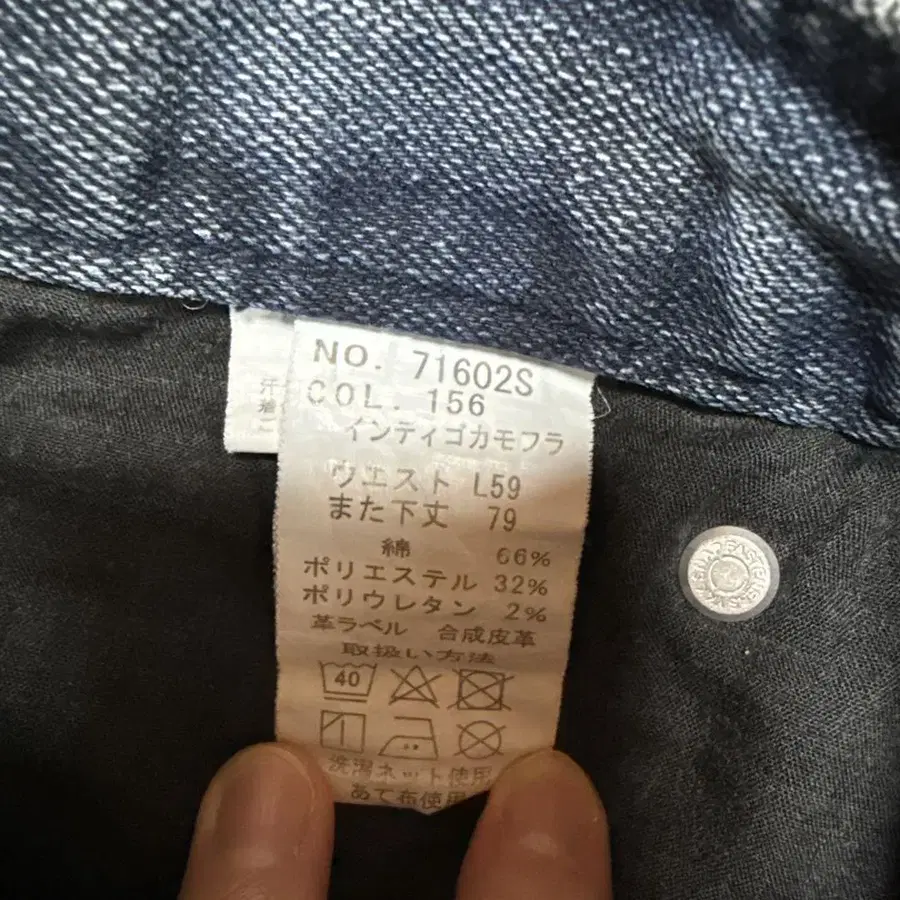 NO. 71602S
COL. 156
インディゴカモフラ
ウエスト L59
また下丈 79
綿 66%
ポリエステル 32%
ポリウレタン 2%
革ラベル 合成皮革
取扱い方法
40
洗濯ネット使用
あて布使用
汗
着